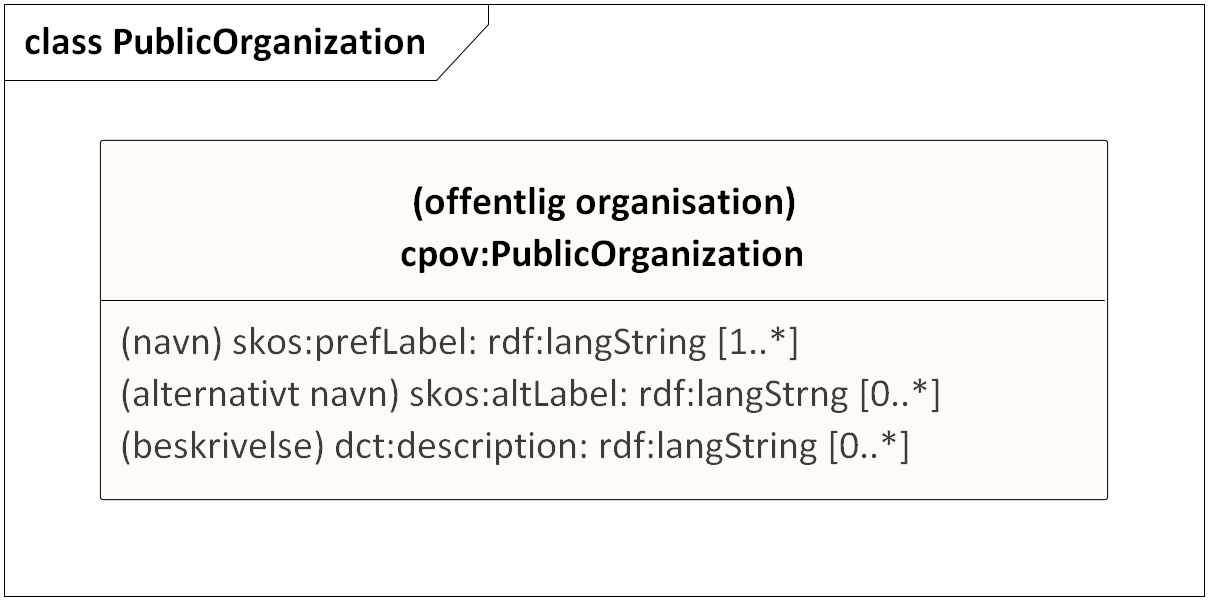 class PublicOrganization
(offentlig organisation)
cpov:PublicOrganization
(navn) skos:prefLabel: rdf:langString [1..*]
(alternativt navn) skos:altLabel: rdf:langStrng [0..*]
(beskrivelse) dct:description: rdf:langString [0..*]